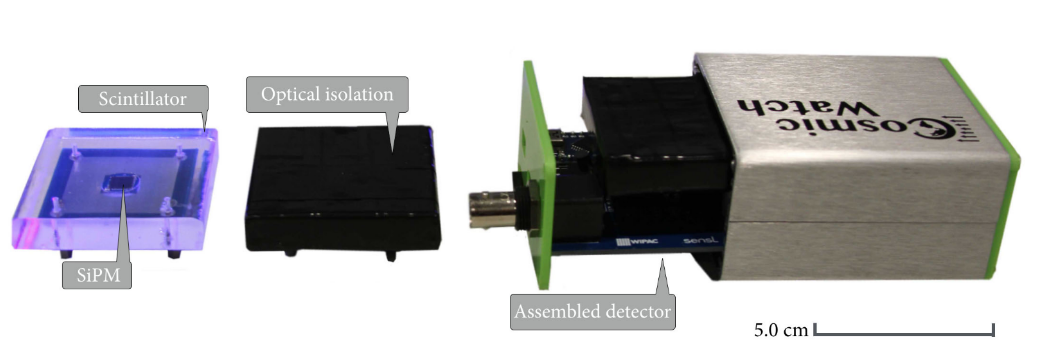 Scintillator
Optical isolation
SiPM
Cosmic
Watch
WIPAC
sensL
Assembled detector
5.0 cm